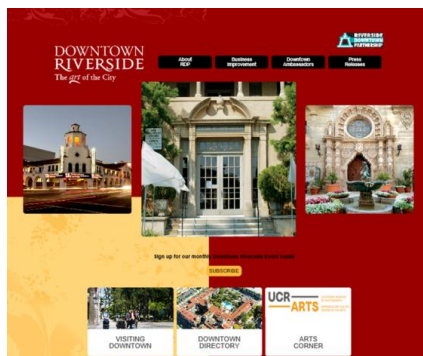 RIVERSIDE
DOWNTOWN
PARTNERSHIP
DOWNTOWN
RIVERSIDE
The art of the City
About
RDP
Business
Improvement
Downtown
Ambassadors
Press
Releases
Sign up for our monthly
SUBSCRIBE
UCR
ARTS
VISITING
DOWNTOWN
DOWNTOWN
DIRECTORY
ARTS
CORNER